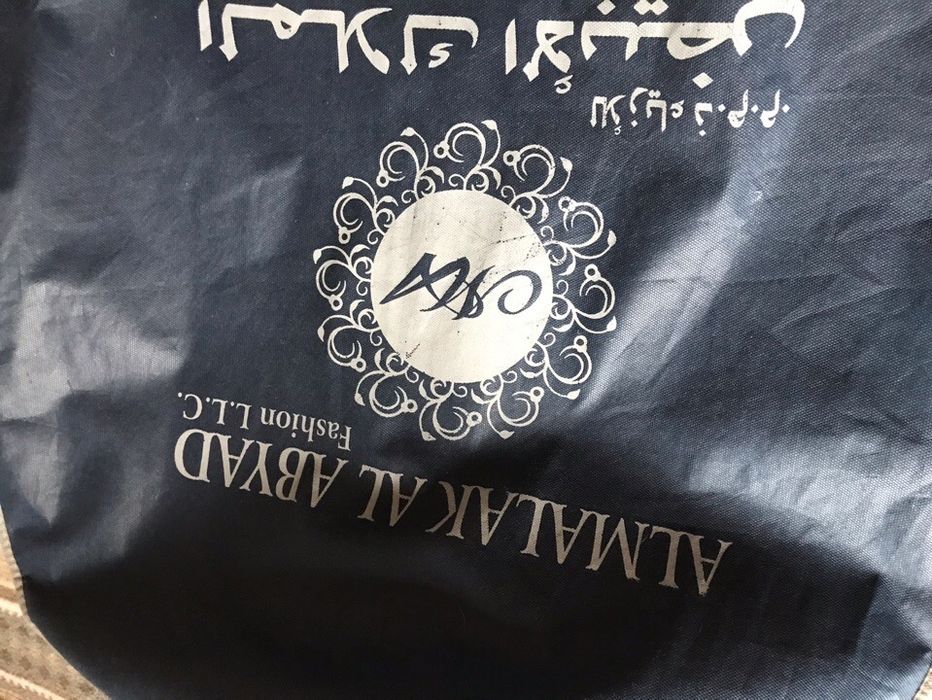 ALMALAK AL ABYAD
Fashion L.L.C.
للأزياء ذ.م.م.
الملاك الأبيض